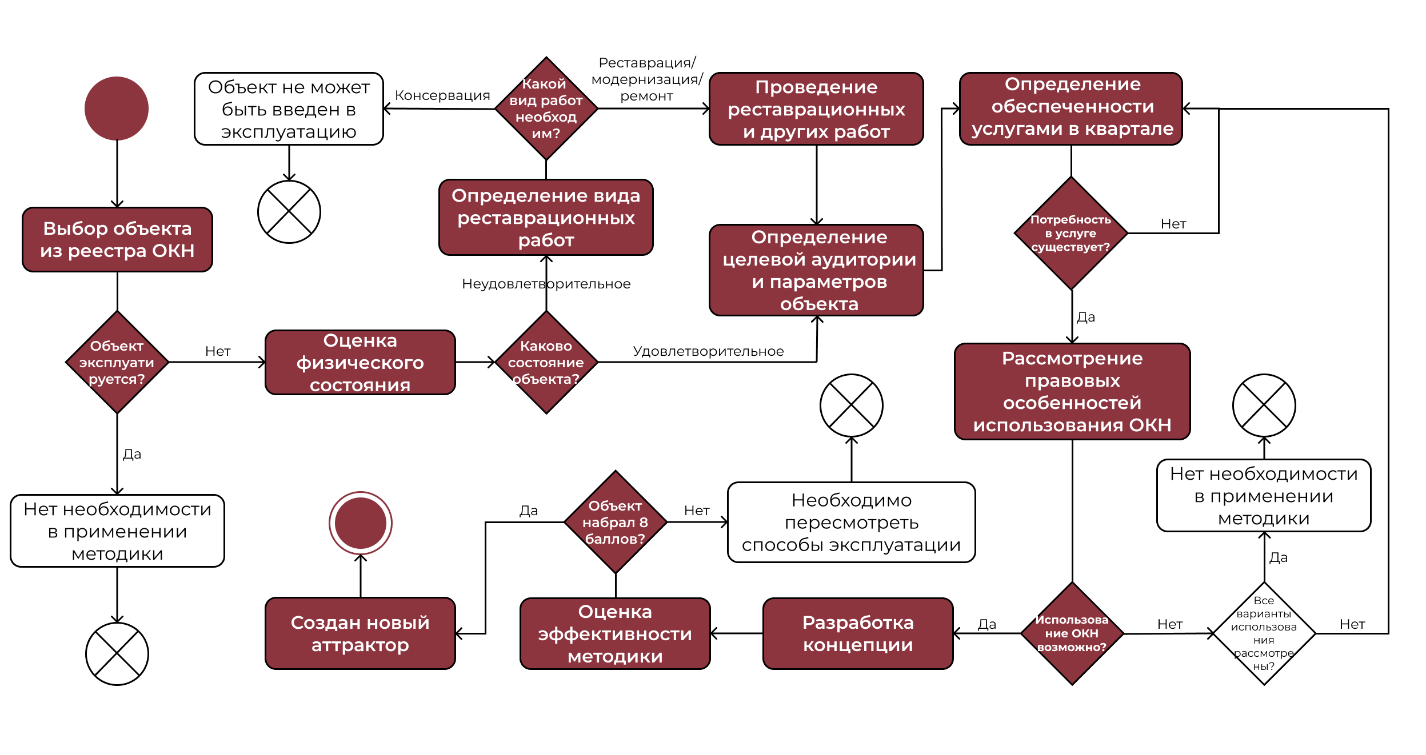 Объект не может
быть введен в
эксплуатацию
Консервация
Какой
вид работ
необход
им?
Реставрация/
модернизация/
ремонт
Проведение
реставрационных
и других работ
Определение
обеспеченности
услугами в квартале
Выбор объекта
из реестра ОКН
Определение вида
реставрационных
работ
Определение
целевой аудитории
и параметров
объекта
Потребность
в услуге
существует?
Нет
Неудовлетворительное
Да
Объект
эксплуати
руется?
Нет
Оценка
физического
состояния
Каково
состояние
объекта?
Удовлетворительное
Рассмотрение
правовых
особенностей
использования ОКН
Да
Нет необходимости
в применении
методики
Объект
набрал 8
баллов?
Да
Нет
Необходимо
пересмотреть
способы эксплуатации
Нет необходимости
в применении
методики
Да
Создан новый
аттрактор
Оценка
эффективности
методики
Разработка
концепции
Да
Использова
ние ОКН
возможно?
Нет
Все
варианты
использова
ния
рассмотре
ны?
Нет